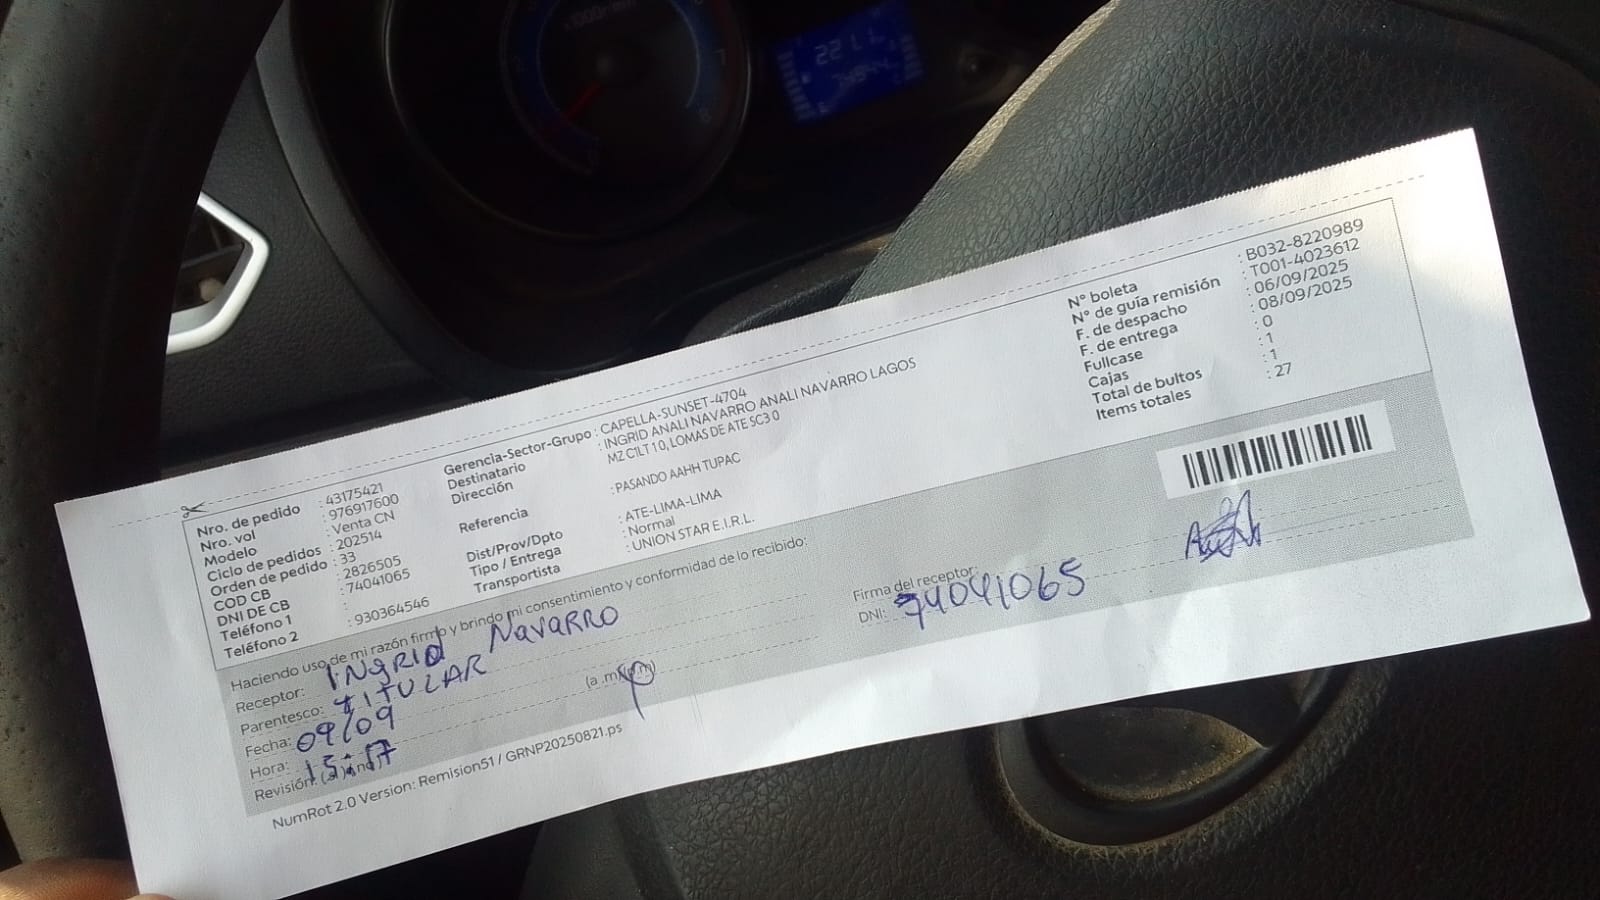 x1000r/min
2211
Nro. de pedido : 43175421
Nro. vol : 976917600
Modelo : Venta CN
Ciclo de pedidos : 202514
Orden de pedido : 33
COD CB : 2826505
DNI DE CB : 74041065
Teléfono 1 :
Teléfono 2 : 930364546
Gerencia-Sector-Grupo : CAPELLA-SUNSET-4704
Destinatario : INGRID ANALI NAVARRO ANALI NAVARRO LAGOS
Dirección MZ C1LT 10, LOMAS DE ATE SC3 0
Referencia : PASANDO AAHH TUPAC
Dist/Prov/Dpto : ATE-LIMA-LIMA
Tipo / Entrega : Normal
Transportista : UNION STAR E.I.R.L.
N° boleta : B032-8220989
N° de guía remisión : T001-4023612
F. de despacho : 06/09/2025
F. de entrega : 08/09/2025
Fullcase : 0
Cajas : 1
Total de bultos : 1
Items totales : 27
Haciendo uso de mi razón firmo y brindo mi consentimiento y conformidad de lo recibido:
Receptor: INGRID NAVARRO
Parentesco: TITULAR
Fecha: 09/09
Hora: 15:17 (a.m/p.m)
Revisión:
Firma del receptor:
DNI: 74041065
NumRot 2.0 Version: Remision51 / GRNP20250821.ps